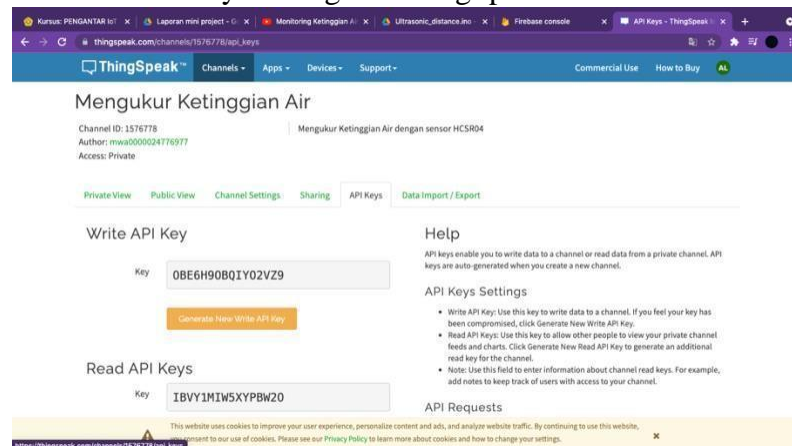 Kursus: PENGANTAR IoT
Laporan mini project - G
Monitoring Ketinggian Ai
Ultrasonic_distance.ino
Firebase console
API Keys - ThingSpeak
thingspeak.com/channels/1576778/api_keys
ThingSpeak™
Channels
Apps
Devices
Support
Commercial Use
How to Buy
AL
Mengukur Ketinggian Air
Channel ID: 1576778
Mengukur Ketinggian Air dengan sensor HCSR04
Author: mwa0000024776977
Access: Private
Private View
Public View
Channel Settings
Sharing
API Keys
Data Import / Export
Write API Key
Key
0BE6H9OBQIYO2VZ9
Generate New Write API Key
Read API Keys
Key
IBVY1MIW5XYPBW20
Help
API keys enable you to write data to a channel or read data from a private channel. API
keys are auto-generated when you create a new channel.
API Keys Settings
• Write API Key: Use this key to write data to a channel. If you feel your key has
been compromised, click Generate New Write API Key.
• Read API Keys: Use this key to allow other people to view your private channel
feeds and charts. Click Generate New Read API Key to generate an additional
read key for the channel.
• Note: Use this field to enter information about channel read keys. For example,
add notes to keep track of users with access to your channel.
API Requests
This website uses cookies to improve your user experience, personalize content and ads, and analyze website traffic. By continuing to use this website,
you consent to our use of cookies. Please see our Privacy Policy to learn more about cookies and how to change your settings.
https://thingspeak.com/channels/1576778/api_keys